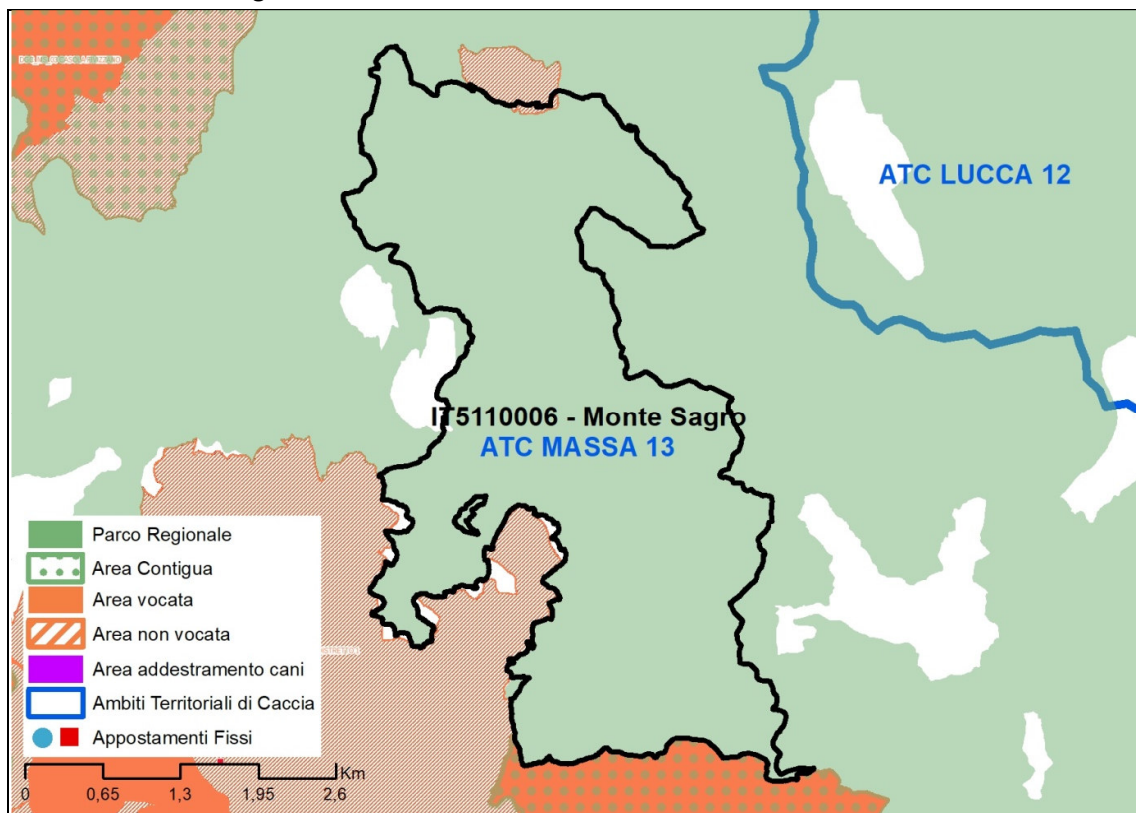 ATC LUCCA 12
IT5110006 - Monte Sagro
ATC MASSA 13
Parco Regionale
Area Contigua
Area vocata
Area non vocata
Area addestramento cani
Ambiti Territoriali di Caccia
Appostamenti Fissi
Km
0 0,65 1,3 1,95 2,6